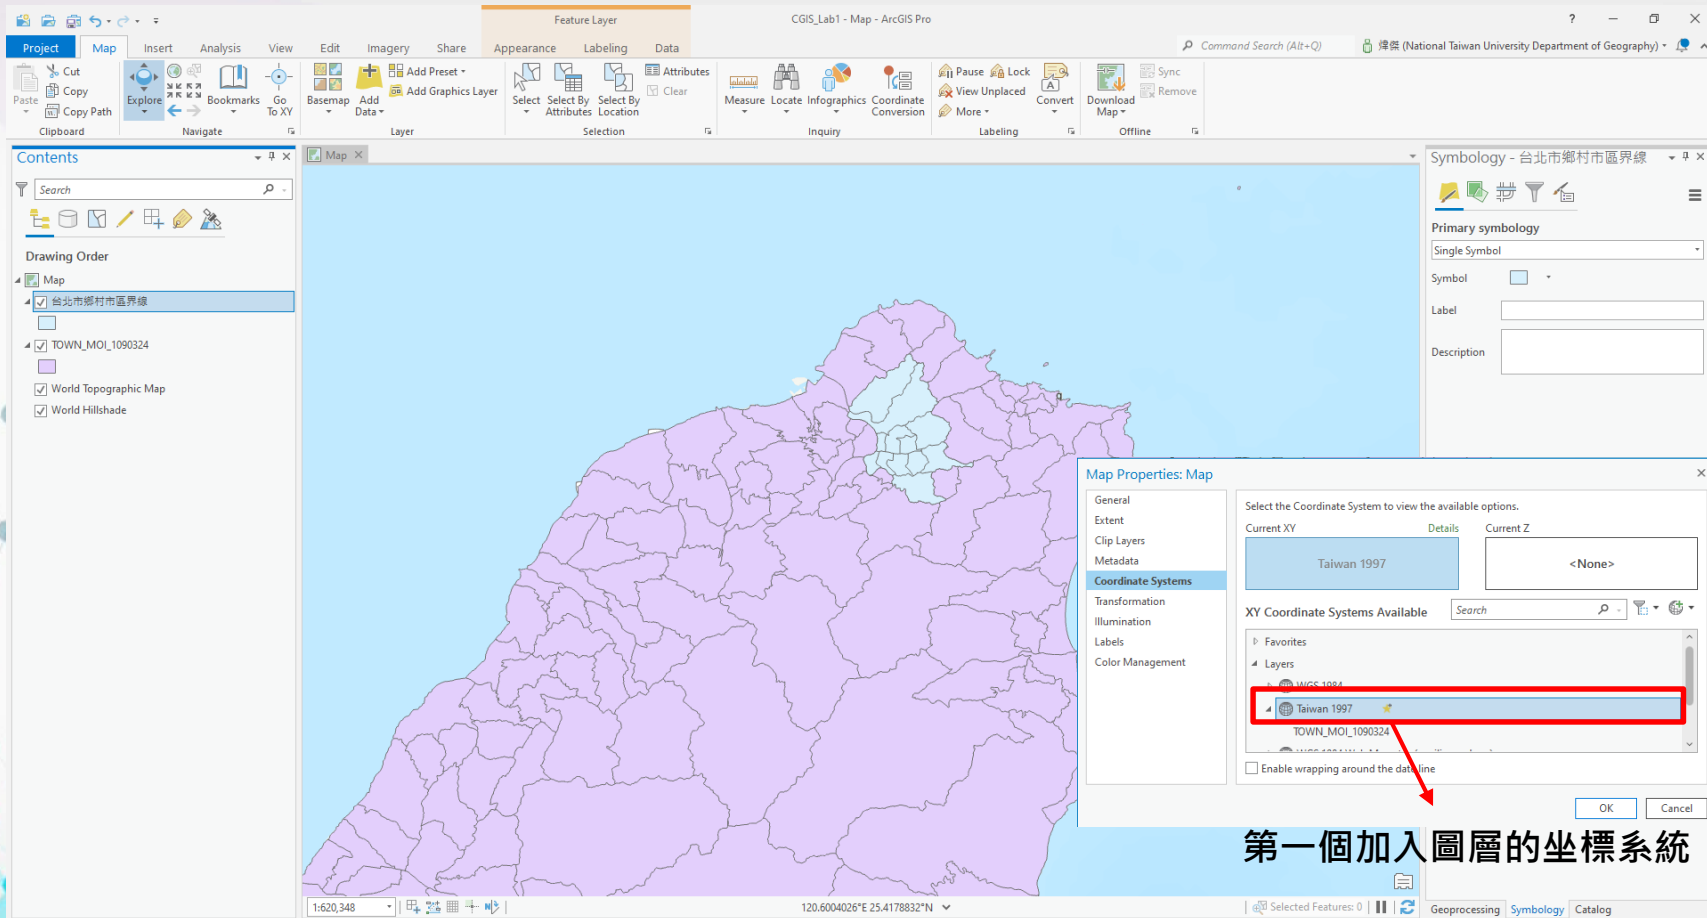 Feature Layer
CGIS_Lab1 - Map - ArcGIS Pro
?
Project Map Insert Analysis View Edit Imagery Share Appearance Labeling Data
Command Search (Alt+Q)
煒傑 (National Taiwan University Department of Geography)
Paste
Cut
Copy
Copy Path
Clipboard
Explore
Bookmarks
Go To XY
Navigate
Basemap
Add Data
Add Preset
Add Graphics Layer
Layer
Select
Select By Attributes
Select By Location
Attributes
Clear
Selection
Measure
Locate
Infographics
Coordinate Conversion
Inquiry
Pause
Lock
View Unplaced
More
Convert
Labeling
Download Map
Sync
Remove
Offline
Contents
Search
Drawing Order
Map
台北市鄉村市區界線
TOWN_MOI_1090324
World Topographic Map
World Hillshade
Map
Symbology - 台北市鄉村市區界線
Primary symbology
Single Symbol
Symbol
Label
Description
Map Properties: Map
General
Extent
Clip Layers
Metadata
Coordinate Systems
Transformation
Illumination
Labels
Color Management
Select the Coordinate System to view the available options.
Current XY Details Current Z
Taiwan 1997
<None>
XY Coordinate Systems Available
Search
Favorites
Layers
WGS 1984
Taiwan 1997
TOWN_MOI_1090324
Enable wrapping around the date line
OK Cancel
第一個加入圖層的坐標系統
1:620,348
120.6004026°E 25.4178832°N
Selected Features: 0
Geoprocessing Symbology Catalog